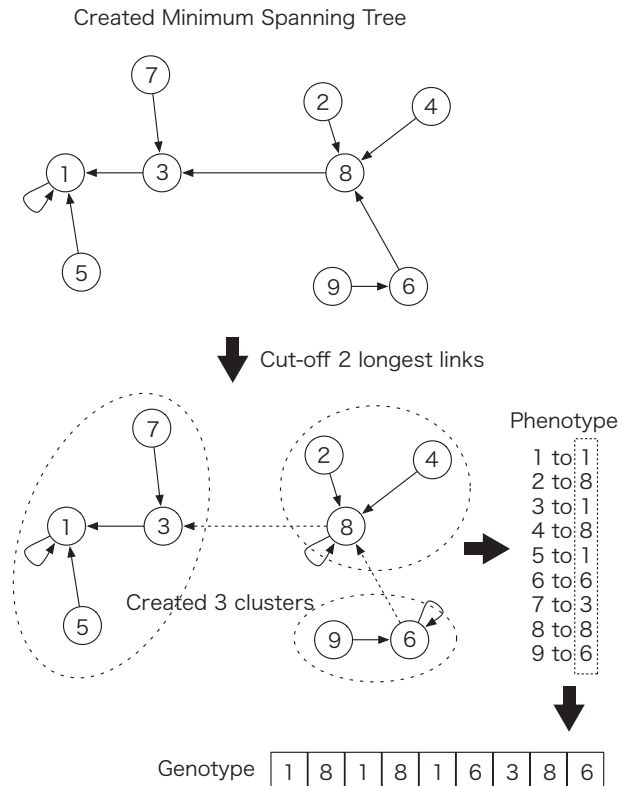 Created Minimum Spanning Tree
7
2
4
1
3
8
5
9
6
Cut-off 2 longest links
7
2
4
1
3
8
Created 3 clusters
5
9
6
Phenotype
1 to 1
2 to 8
3 to 1
4 to 8
5 to 1
6 to 6
7 to 3
8 to 8
9 to 6
Genotype 1 8 1 8 1 6 3 8 6